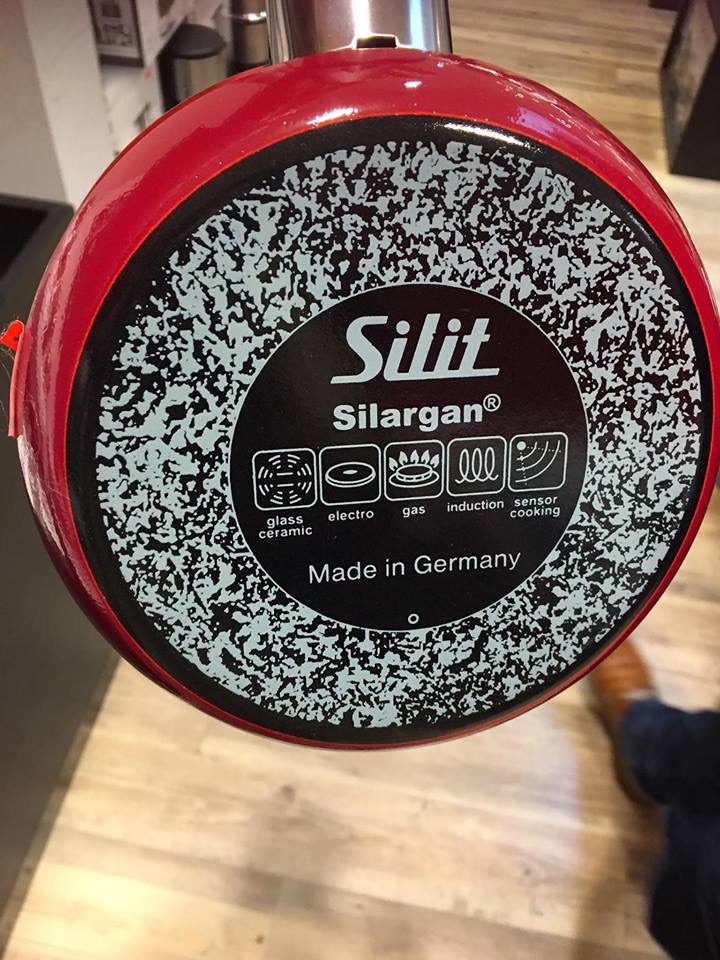 Silit
Silargan®
glass ceramic electro gas induction sensor cooking
Made in Germany